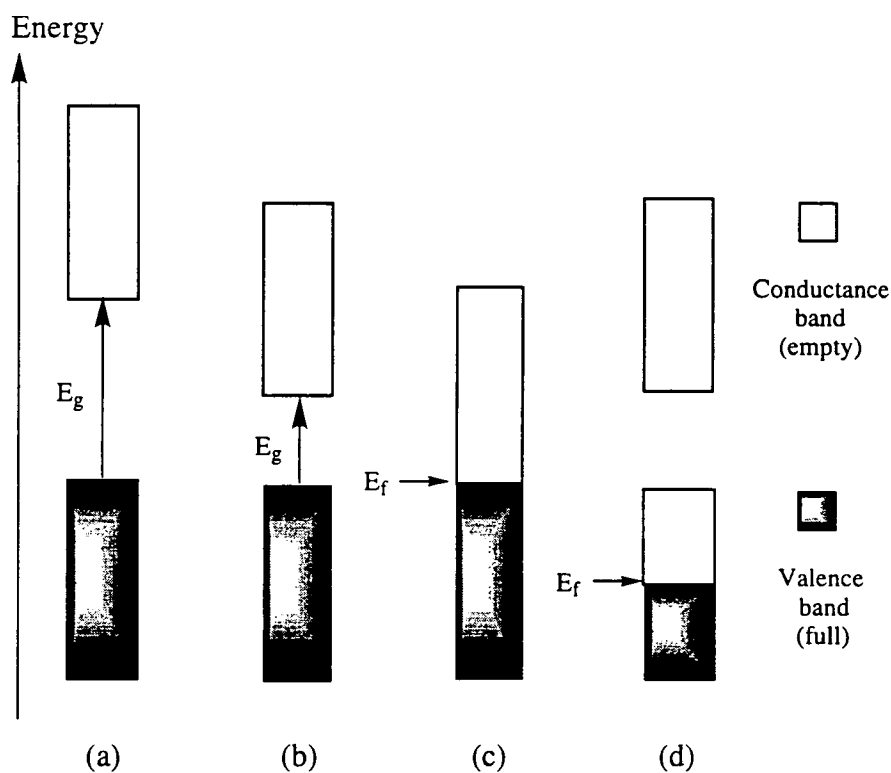 Energy
E_g
E_g
E_f
E_f
Conductance
band
(empty)
Valence
band
(full)
(a)
(b)
(c)
(d)